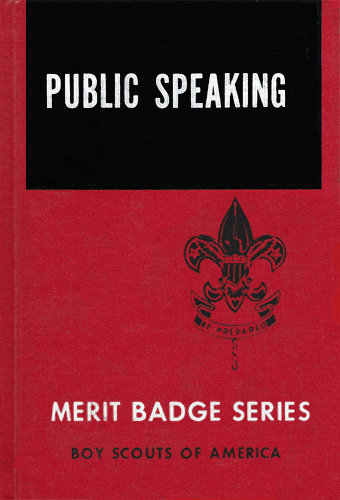 PUBLIC SPEAKING
BE PREPARED
MERIT BADGE SERIES
BOY SCOUTS OF AMERICA